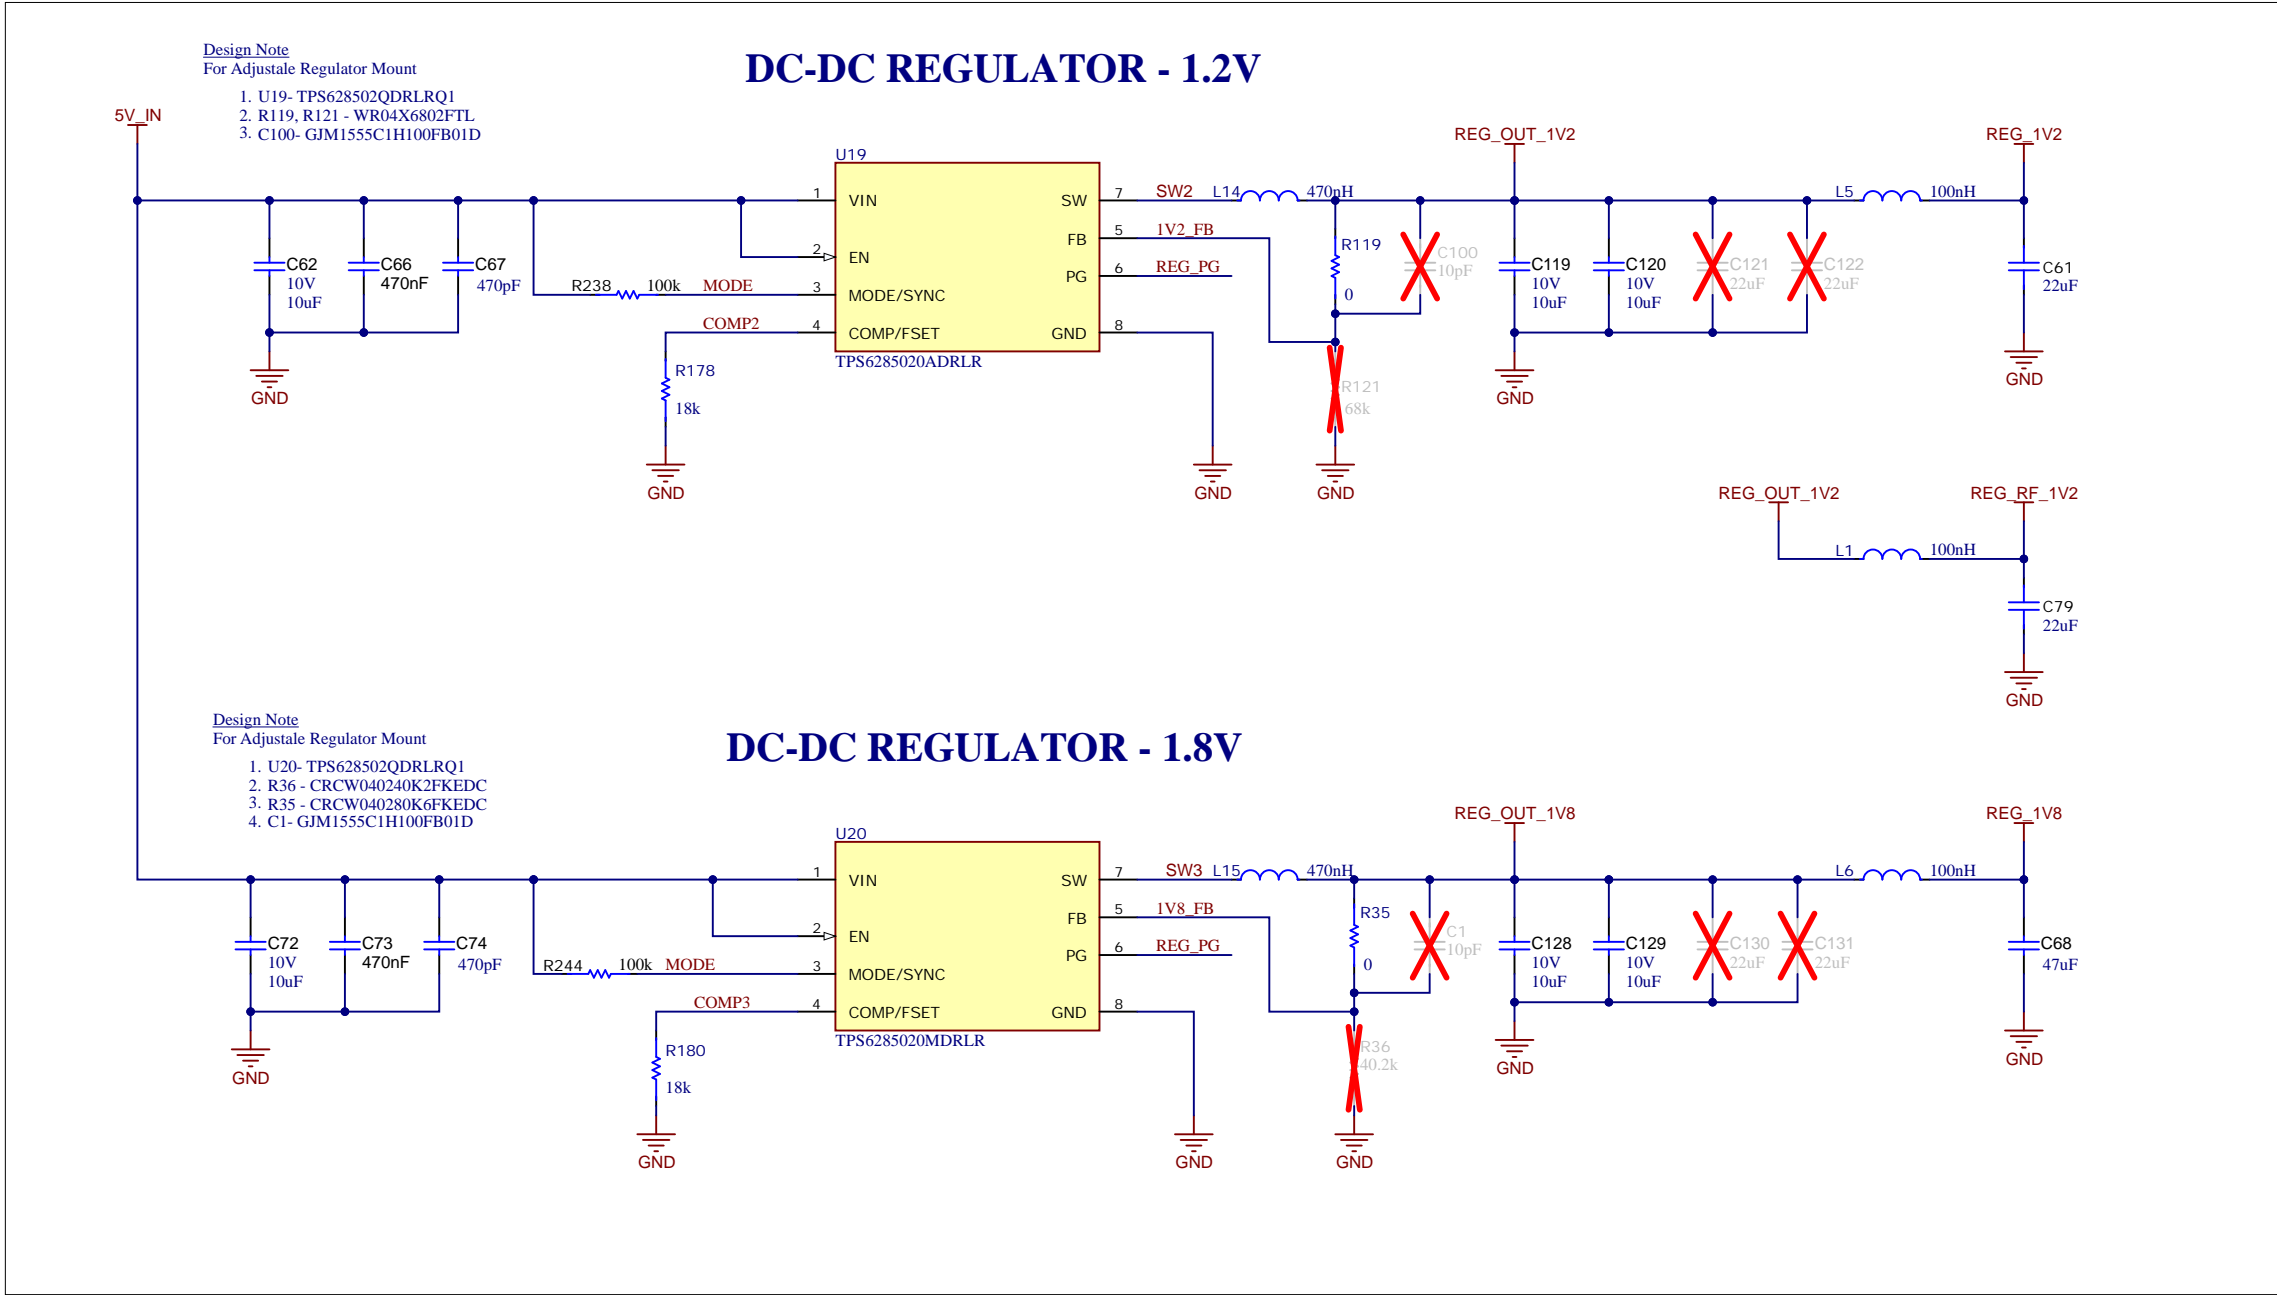 Design Note
For Adjustale Regulator Mount
1. U19- TPS628502QDRLRQ1
2. R119, R121 - WR04X6802FTL
3. C100- GJM1555C1H100FB01D
DC-DC REGULATOR - 1.2V
5V_IN
REG_OUT_1V2
REG_1V2
U19
1 VIN
2 EN
3 MODE/SYNC
4 COMP/FSET
SW 7
FB 5
PG 6
GND 8
TPS6285020ADRLR
SW2
L14 470nH
1V2_FB
REG_PG
L5 100nH
C62
10V
10uF
C66
470nF
C67
470pF
R238 100k MODE
COMP2
R178
18k
R119
0
C100
10pF
R121
68k
C119
10V
10uF
C120
10V
10uF
C121
22uF
C122
22uF
C61
22uF
GND
GND
GND
GND
GND
GND
REG_OUT_1V2
REG_RF_1V2
L1 100nH
C79
22uF
GND
Design Note
For Adjustale Regulator Mount
1. U20- TPS628502QDRLRQ1
2. R36 - CRCW040240K2FKEDC
3. R35 - CRCW040280K6FKEDC
4. C1- GJM1555C1H100FB01D
DC-DC REGULATOR - 1.8V
REG_OUT_1V8
REG_1V8
U20
1 VIN
2 EN
3 MODE/SYNC
4 COMP/FSET
SW 7
FB 5
PG 6
GND 8
TPS6285020MDRLR
SW3 L15 470nH
1V8_FB
REG_PG
L6 100nH
C72
10V
10uF
C73
470nF
C74
470pF
R244 100k MODE
COMP3
R180
18k
R35
0
C1
10pF
R36
40.2k
C128
10V
10uF
C129
10V
10uF
C130
22uF
C131
22uF
C68
47uF
GND
GND
GND
GND
GND
GND